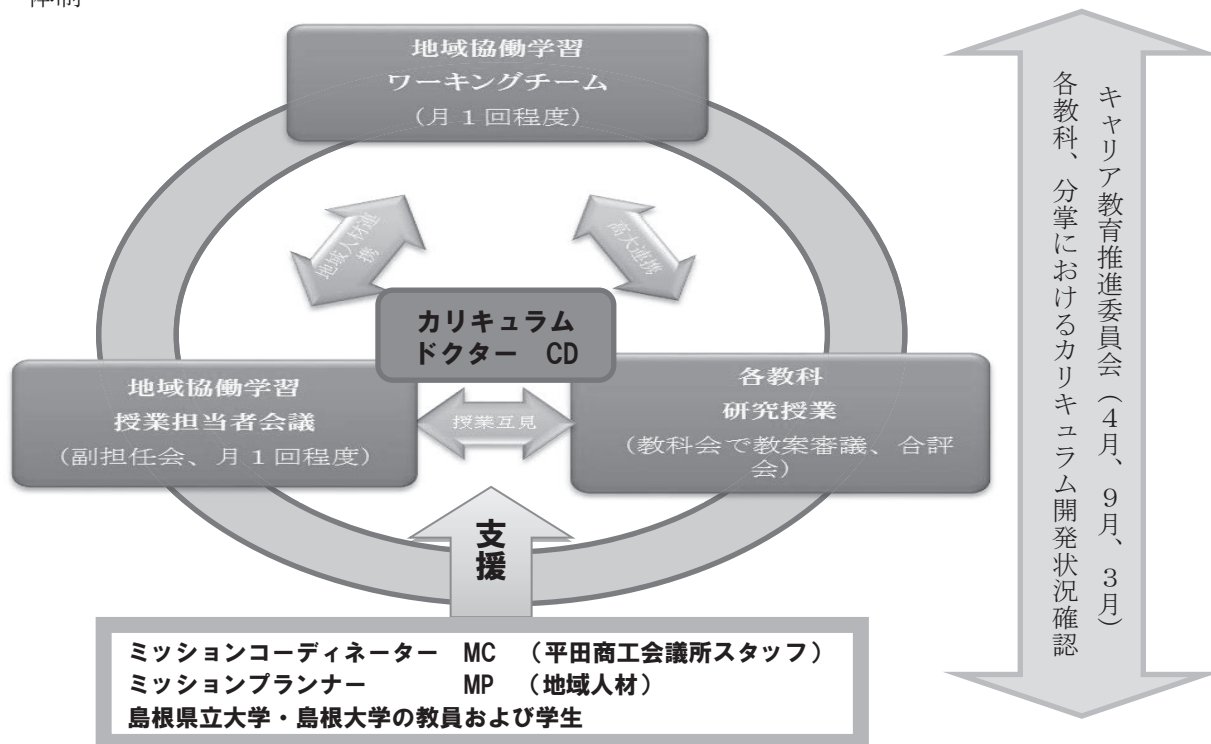 体制
地域協働学習
ワーキングチーム
(月1回程度)
地域人材連
携
高大連携
カリキュラム
ドクター CD
地域協働学習
授業担当者会議
(副担任会、月1回程度)
授業互見
各教科
研究授業
(教科会で教案審議、合評
会)
支援
ミッションコーディネーター MC (平田商工会議所スタッフ)
ミッションプランナー MP (地域人材)
島根県立大学・島根大学の教員および学生
キャリア教育推進委員会(4月、9月、3月)
各教科、分掌におけるカリキュラム開発状況確認